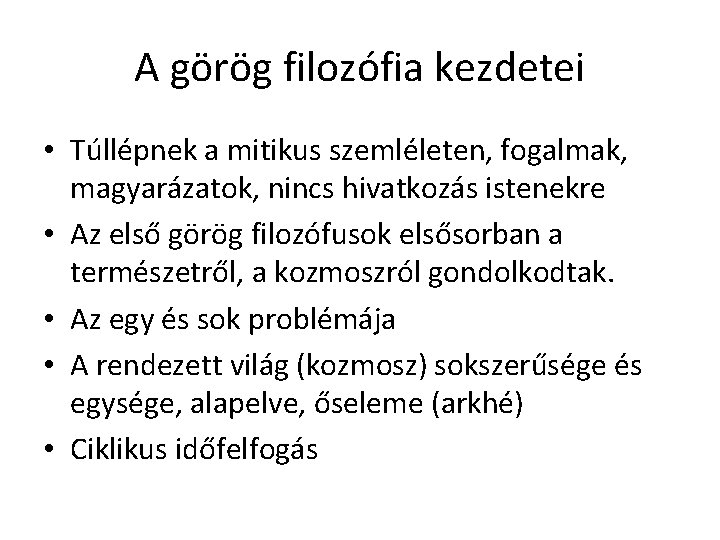 A görög filozófia kezdetei
• Túllépnek a mitikus szemléleten, fogalmak,
magyarázatok, nincs hivatkozás istenekre
• Az első görög filozófusok elsősorban a
természetről, a kozmoszról gondolkodtak.
• Az egy és sok problémája
• A rendezett világ (kozmosz) sokszerűsége és
egysége, alapelve, őseleme (arkhé)
• Ciklikus időfelfogás